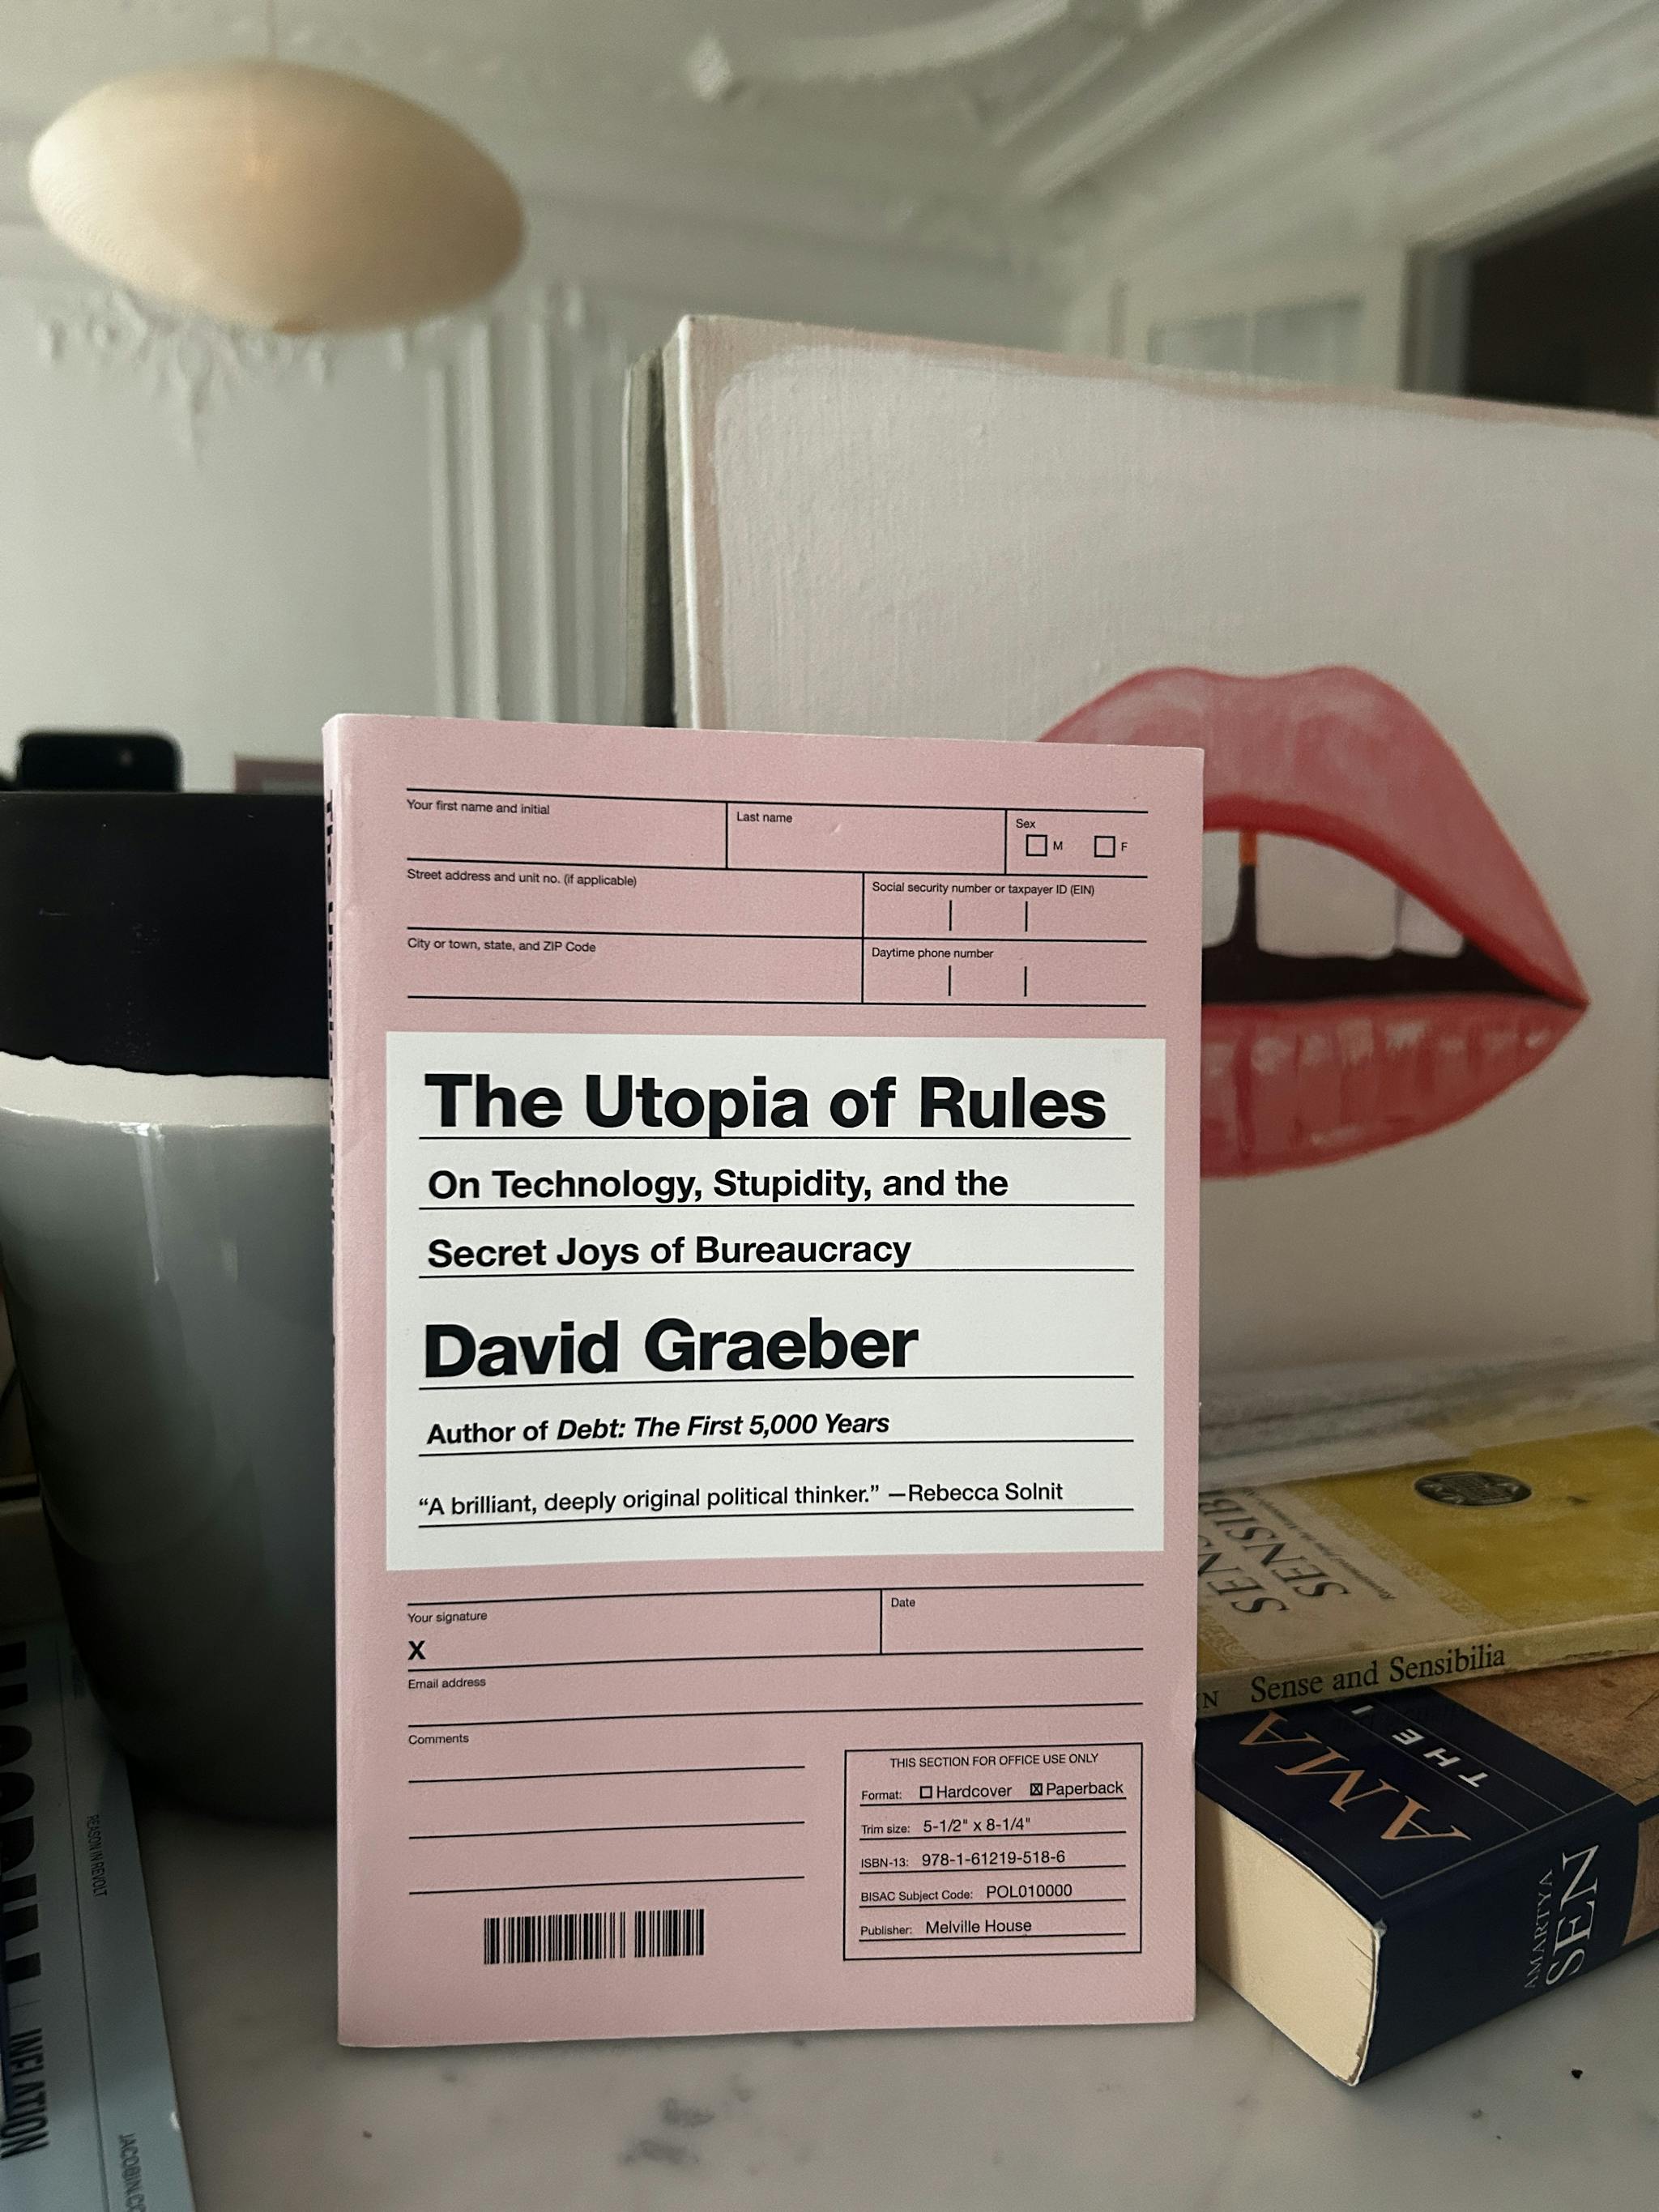 Your first name and initial
Last name
Sex
M F
Street address and unit no. (if applicable)
Social security number or taxpayer ID (EIN)
City or town, state, and ZIP Code
Daytime phone number
The Utopia of Rules
On Technology, Stupidity, and the
Secret Joys of Bureaucracy
David Graeber
Author of Debt: The First 5,000 Years
“A brilliant, deeply original political thinker.” —Rebecca Solnit
Your signature
X
Date
Email address
Comments
THIS SECTION FOR OFFICE USE ONLY
Format: Hardcover Paperback
Trim size: 5-1/2" x 8-1/4"
ISBN-13: 978-1-61219-518-6
BISAC Subject Code: POL010000
Publisher: Melville House
Sense and Sensibilia
AMARTYA
SEN
REASON IN REVOLT
INFLATION